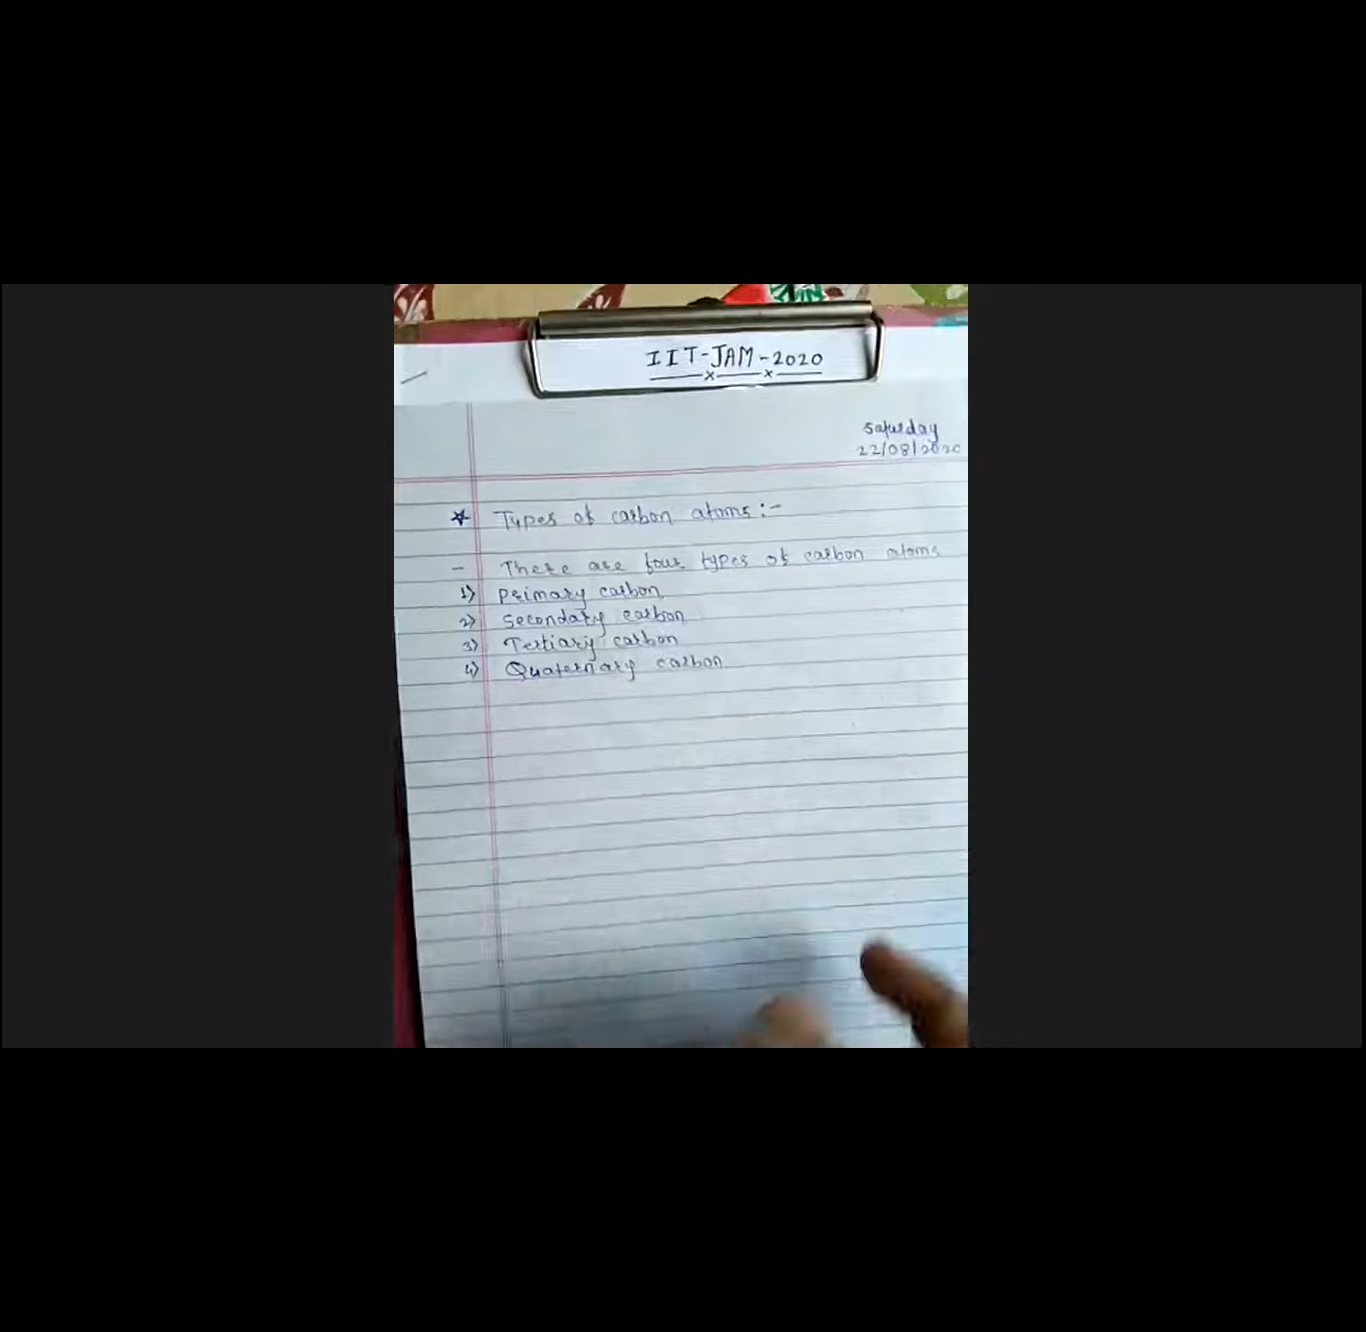 IIT-JAM-2020
Saturday
22/08/2020
* Types of carbon atoms:-
- There are four types of carbon atoms
1) Primary carbon
2) Secondary carbon
3) Tertiary carbon
4) Quaternary carbon